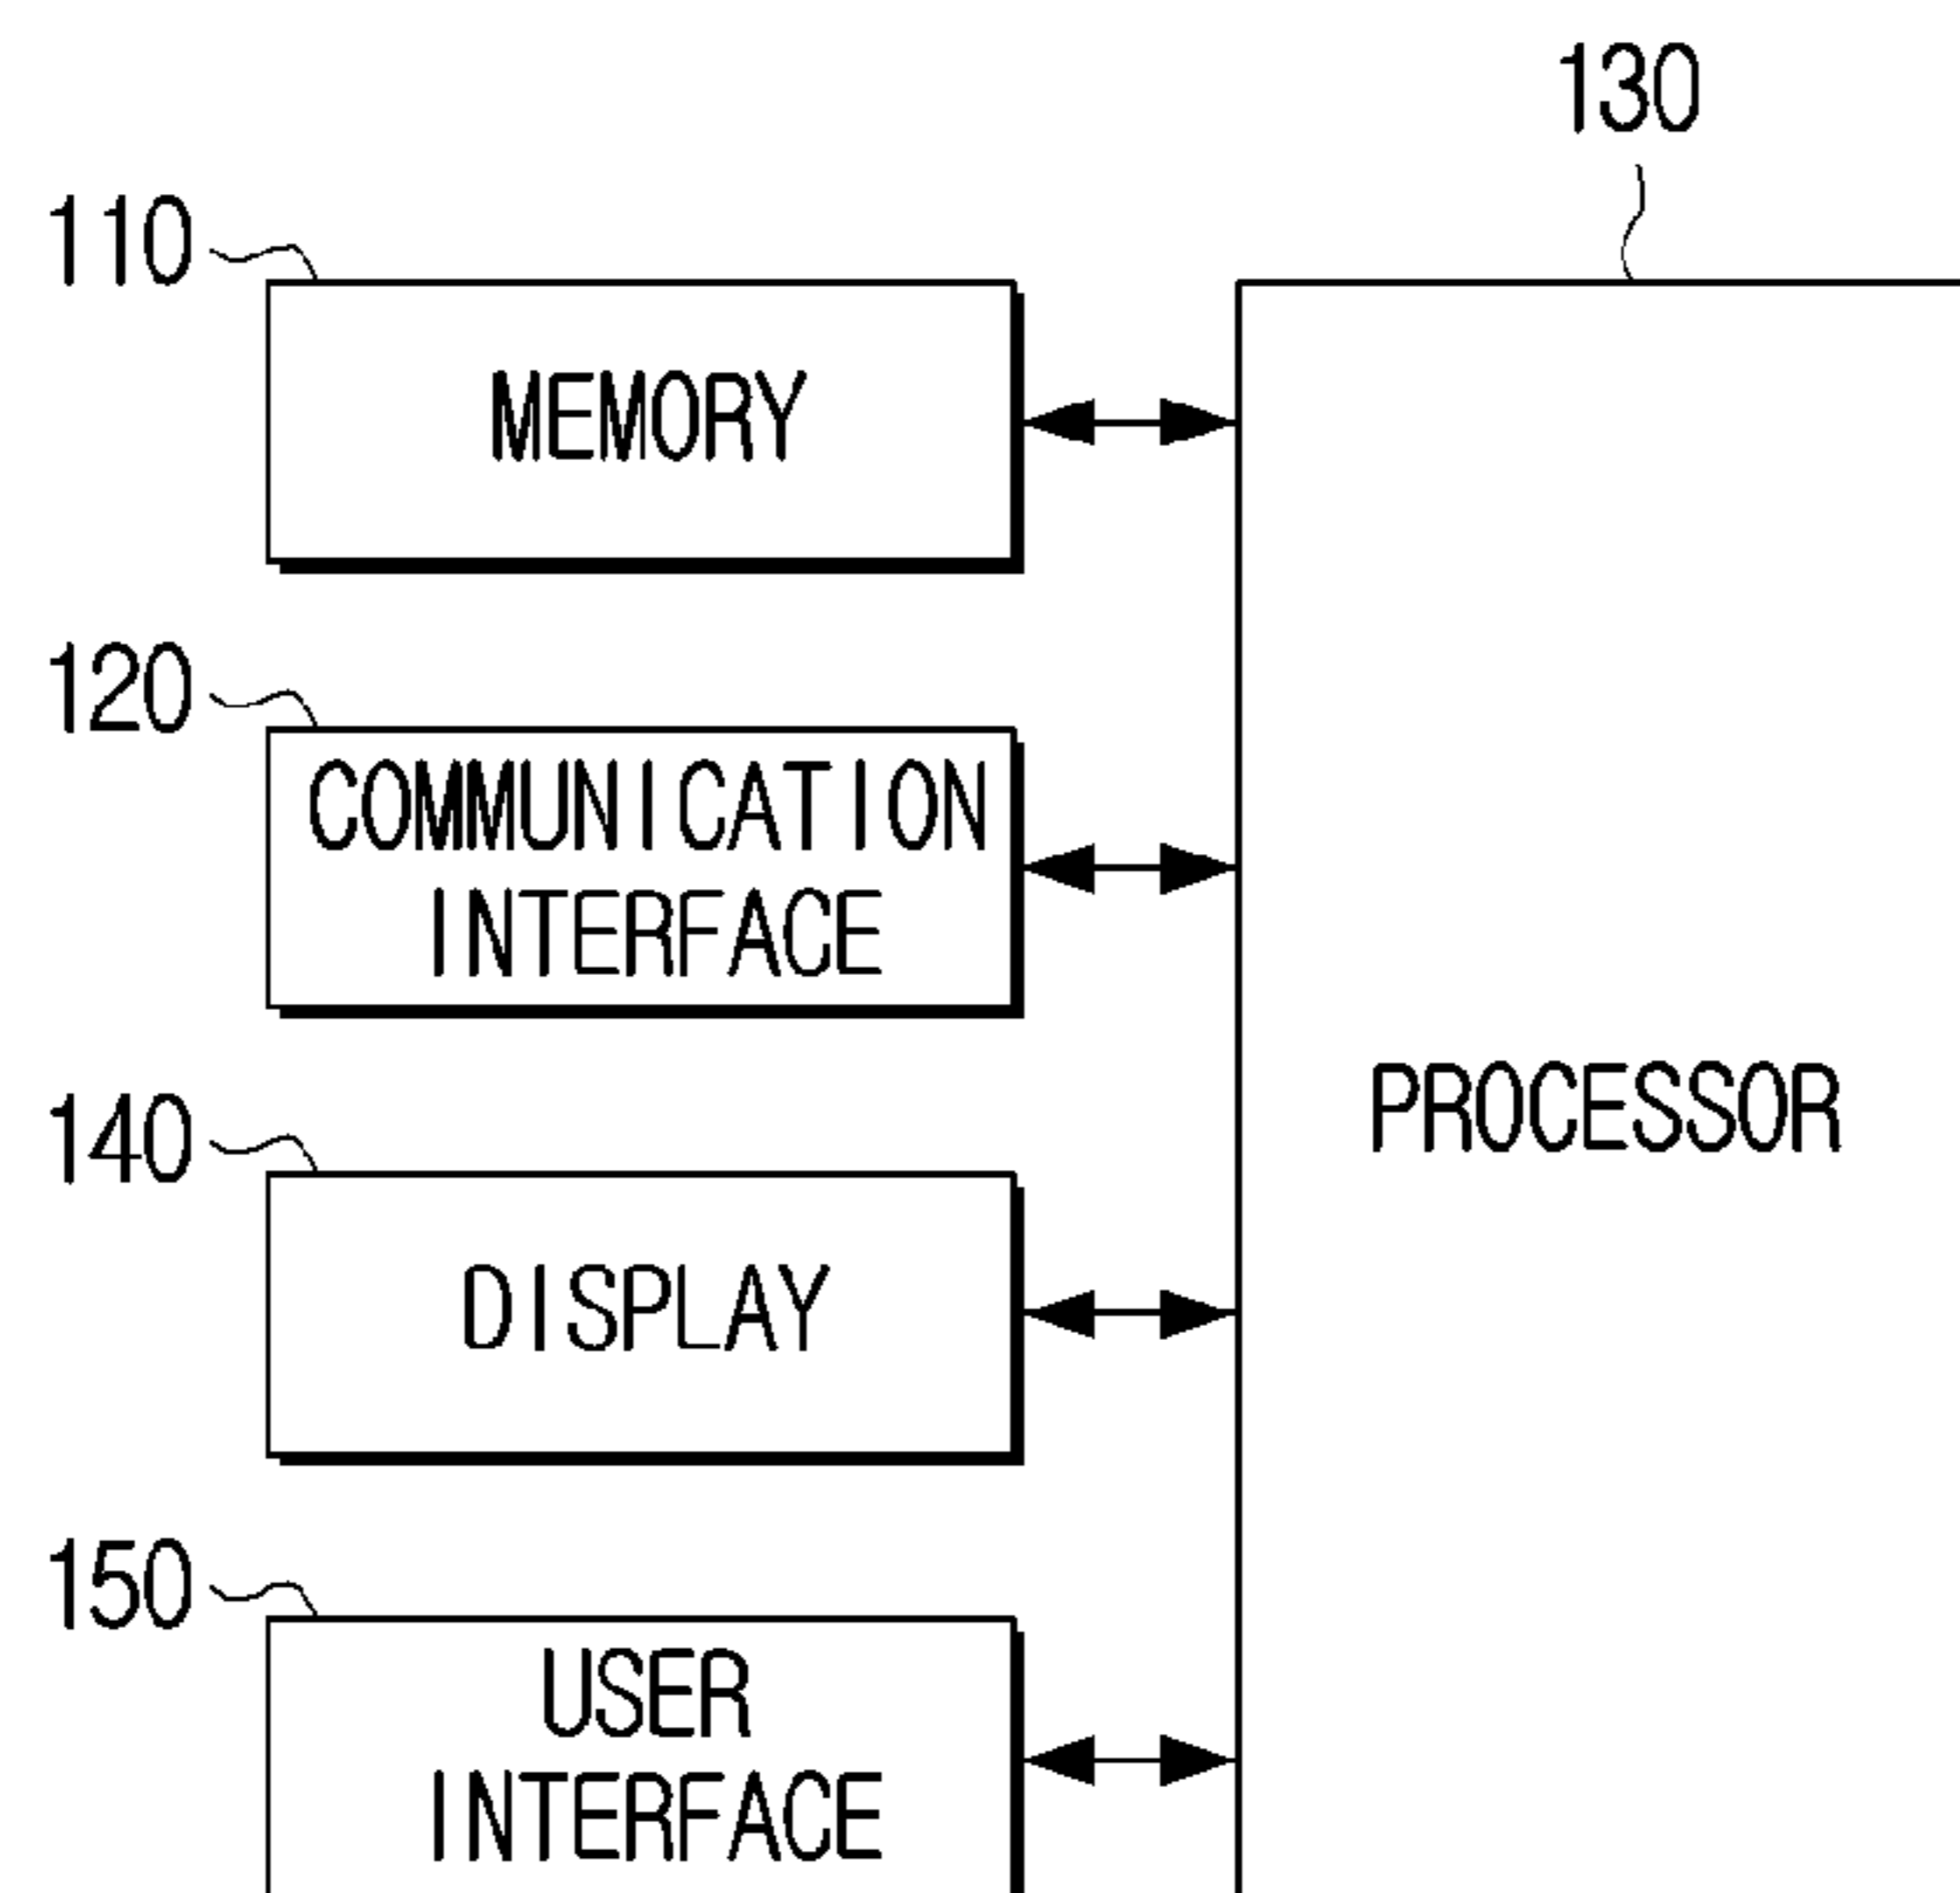 130
110
MEMORY
120
COMMUNICATION
INTERFACE
PROCESSOR
140
DISPLAY
150
USER
INTERFACE